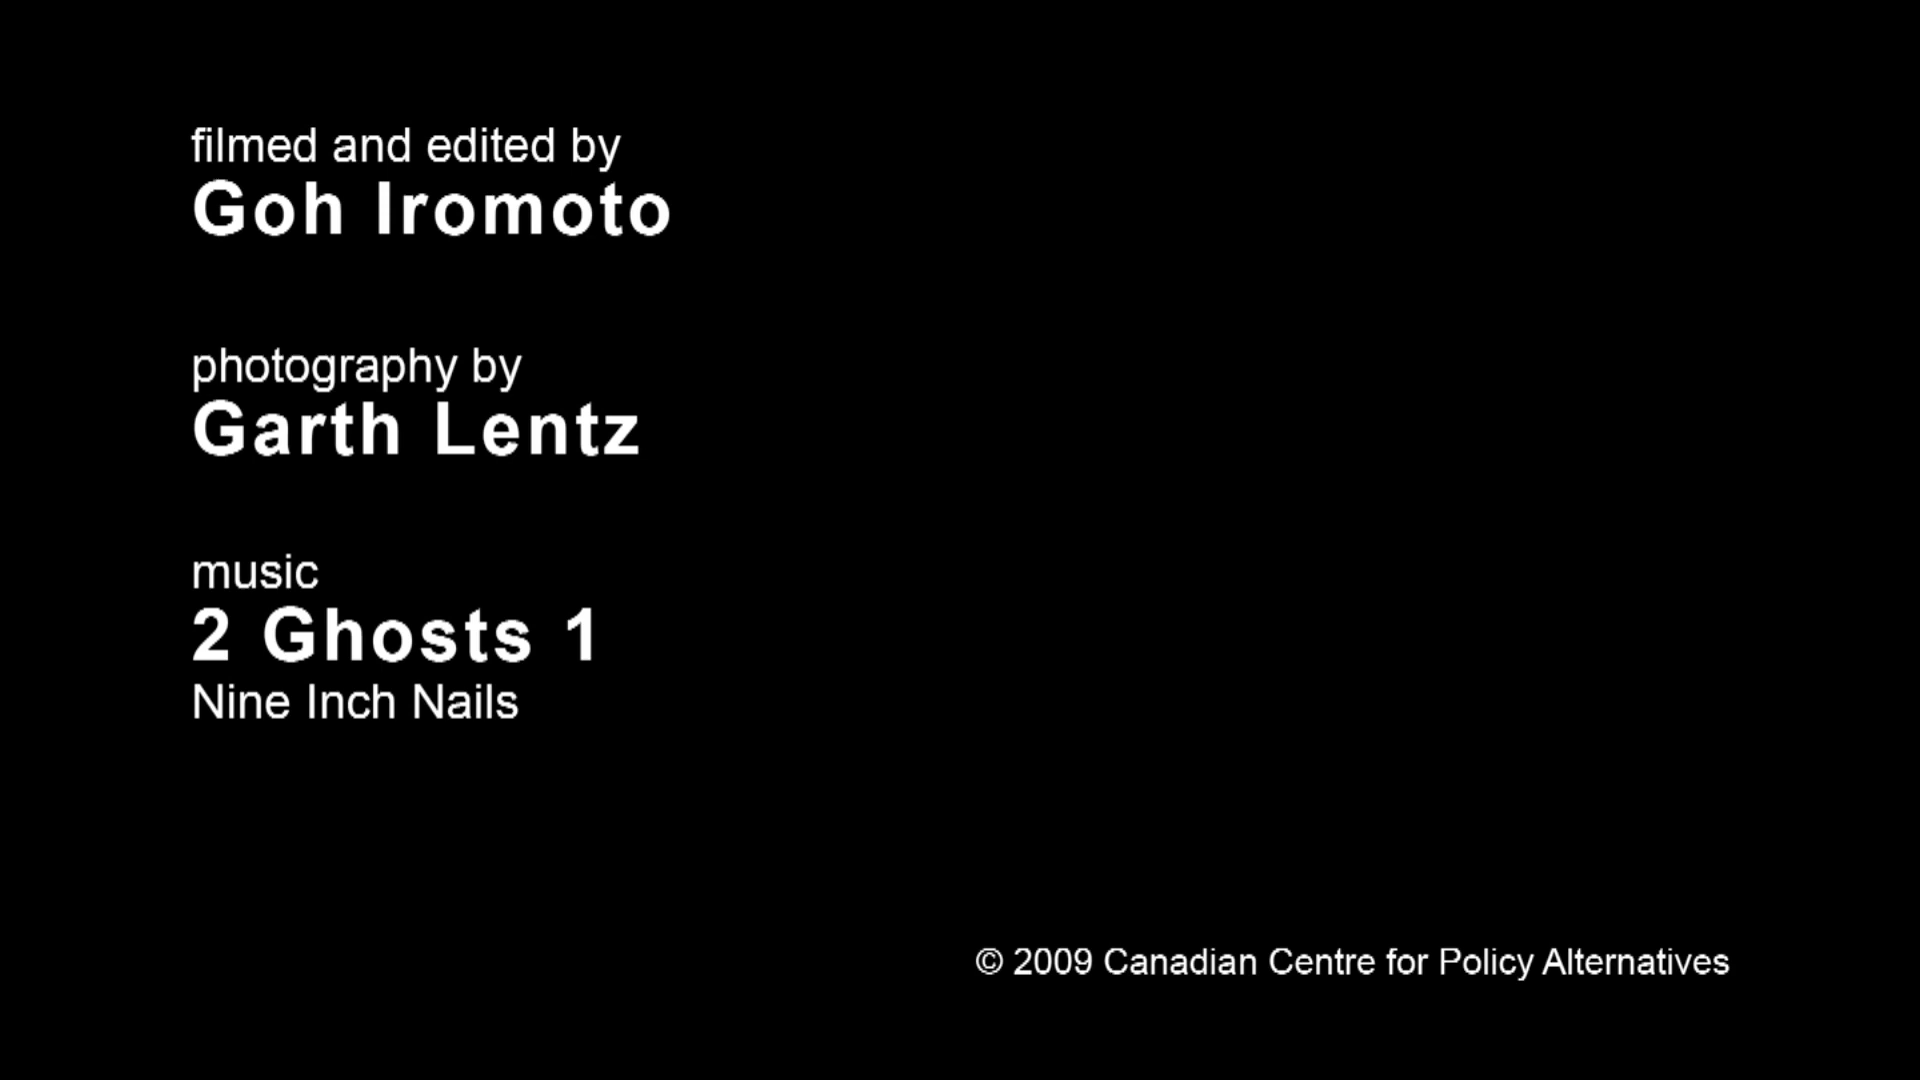 filmed and edited by
Goh Iromoto
photography by
Garth Lentz
music
2 Ghosts 1
Nine Inch Nails
© 2009 Canadian Centre for Policy Alternatives